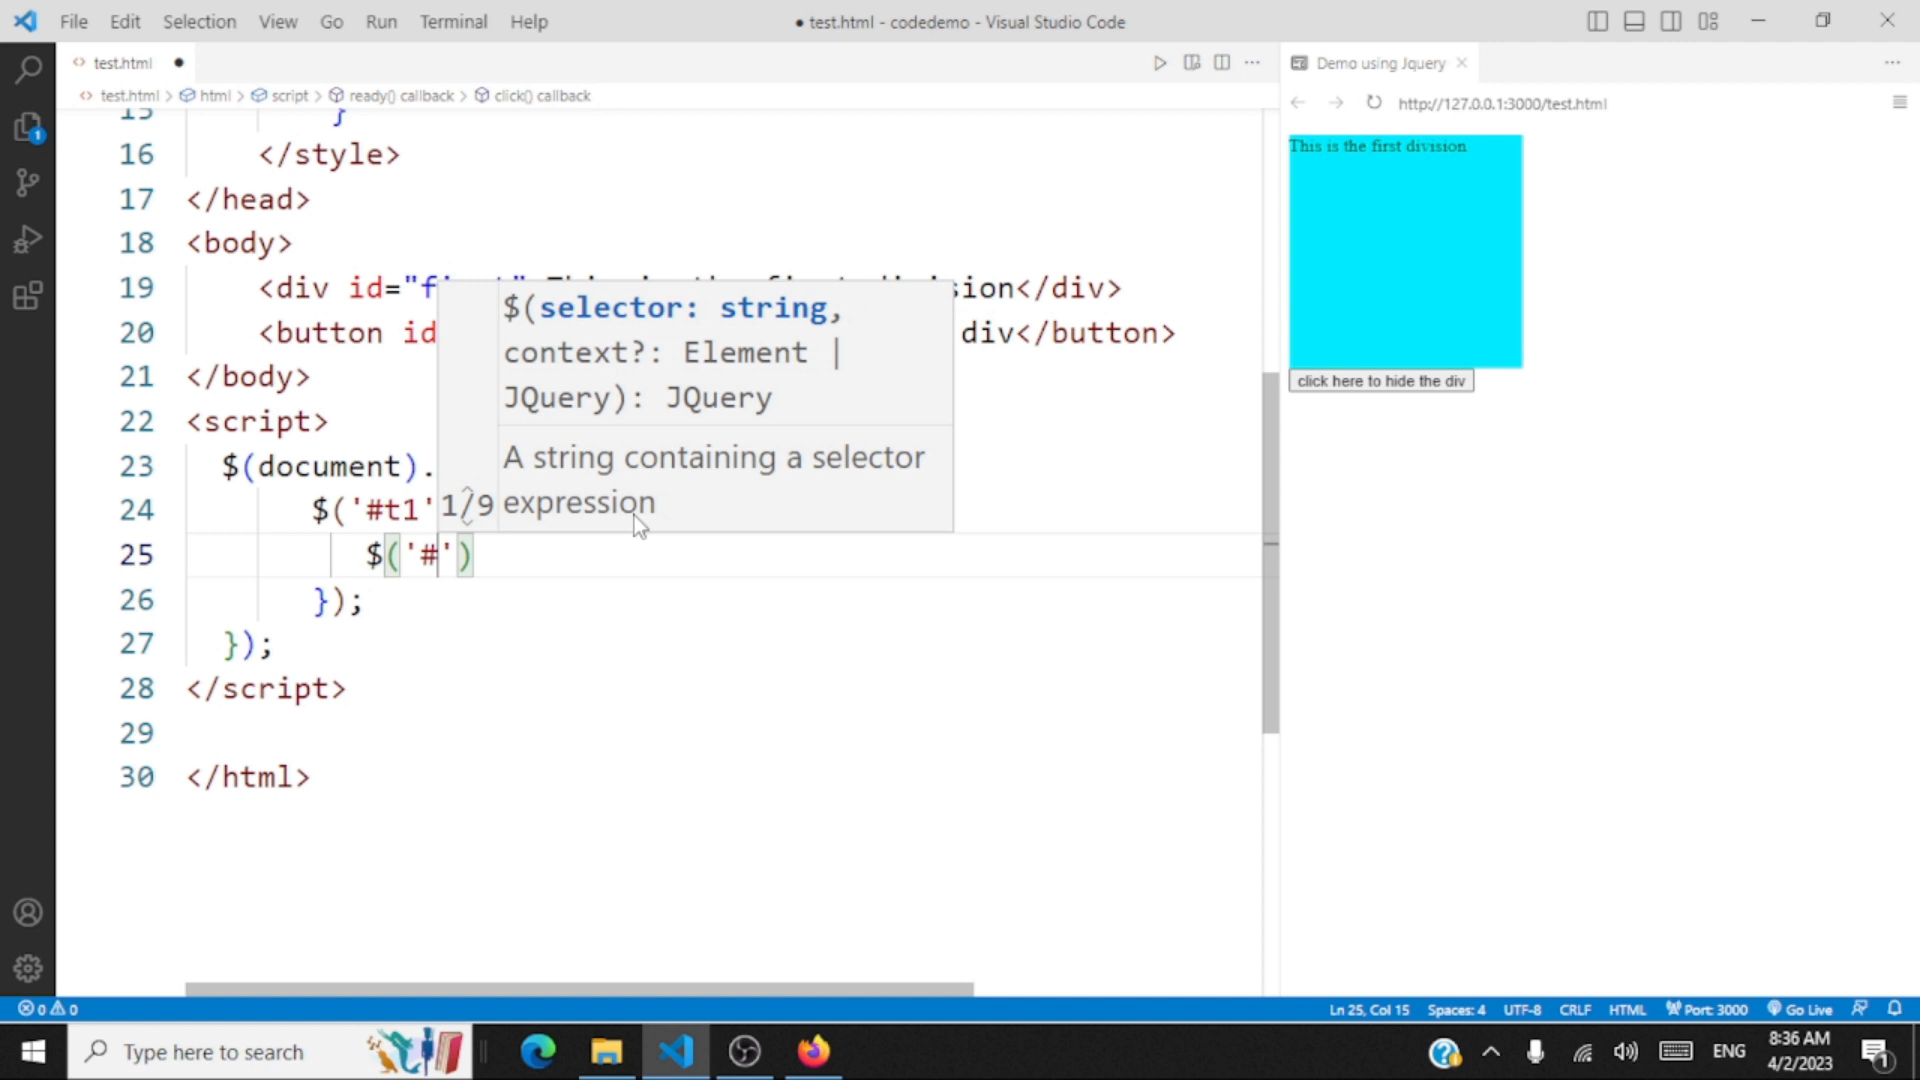 File Edit Selection View Go Run Terminal Help
● test.html - codedemo - Visual Studio Code
test.html
test.html > html > script > ready() callback > click() callback
15 }
16 </style>
17 </head>
18 <body>
19 <div id="f
ion</div>
20 <button id
div</button>
21 </body>
22 <script>
23 $(document).
24 $('#t1'
25 $('#')
26 });
27 });
28 </script>
29
30 </html>
$(selector: string,
context?: Element |
JQuery): JQuery
1/9
A string containing a selector
expression
Demo using Jquery
http://127.0.0.1:3000/test.html
This is the first division
click here to hide the div
1
0 0
Ln 25, Col 15 Spaces: 4 UTF-8 CRLF HTML Port: 3000 Go Live
Type here to search
ENG
8:36 AM
4/2/2023
1